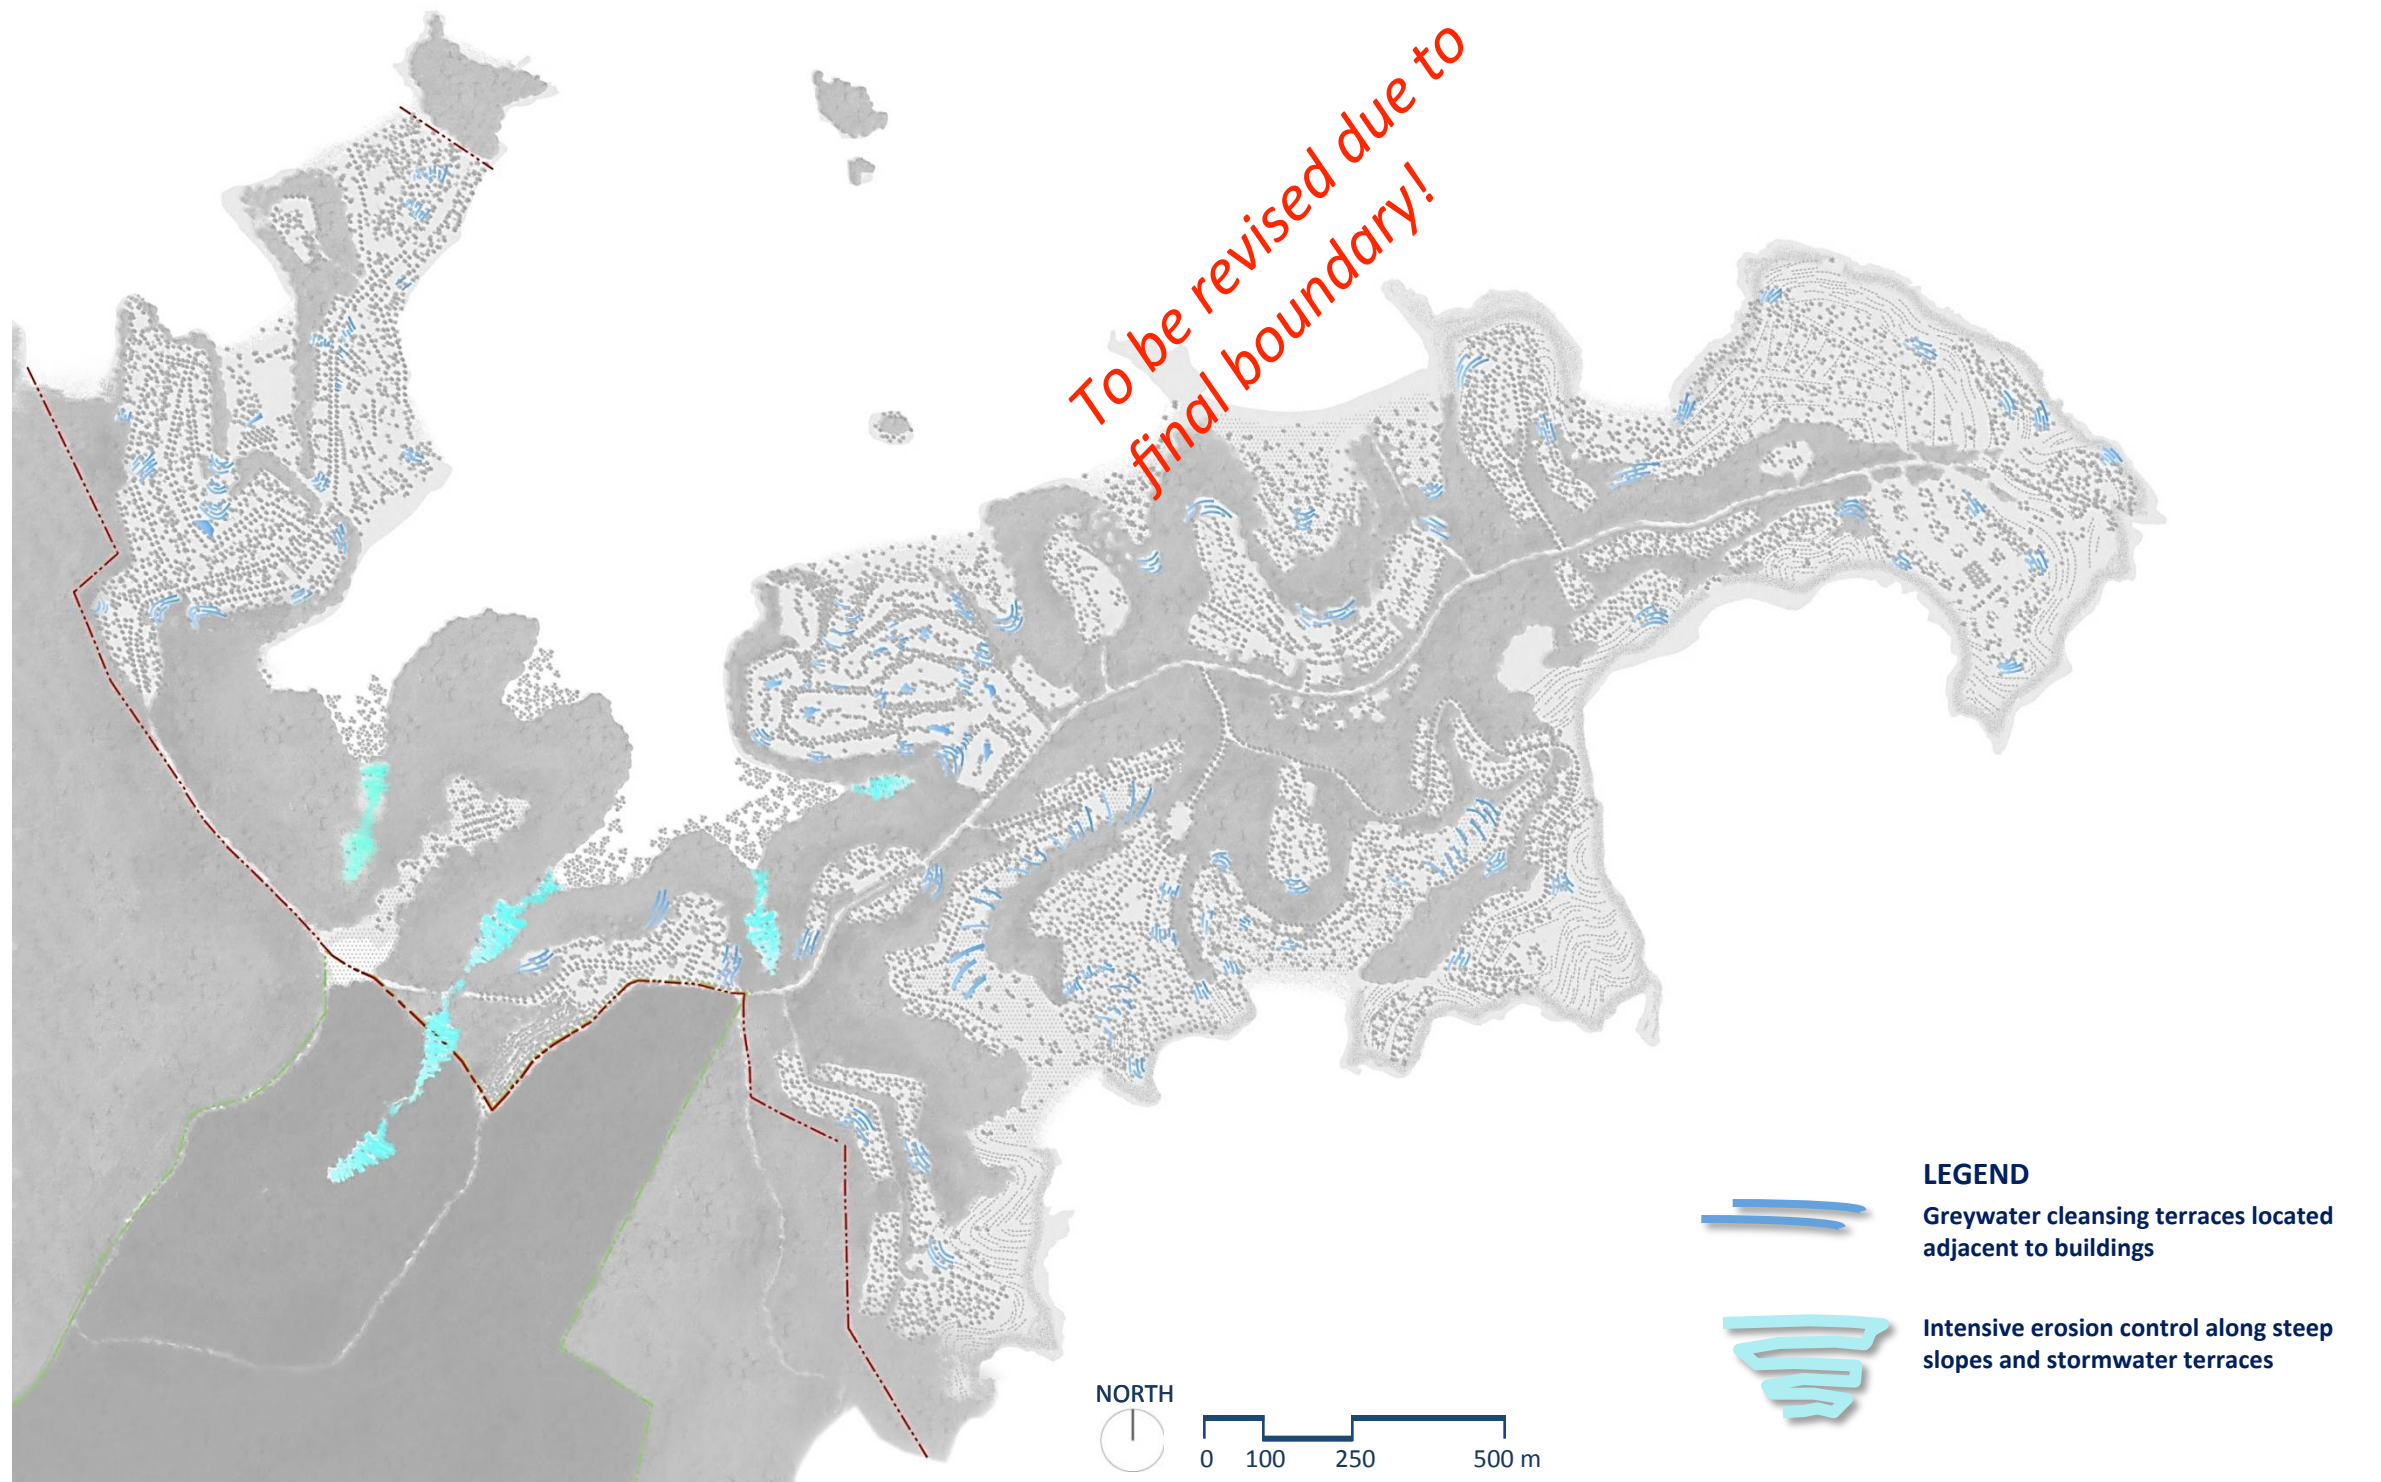 To be revised due to
final boundary!
LEGEND
Greywater cleansing terraces located
adjacent to buildings
Intensive erosion control along steep
slopes and stormwater terraces
NORTH
0 100 250 500 m